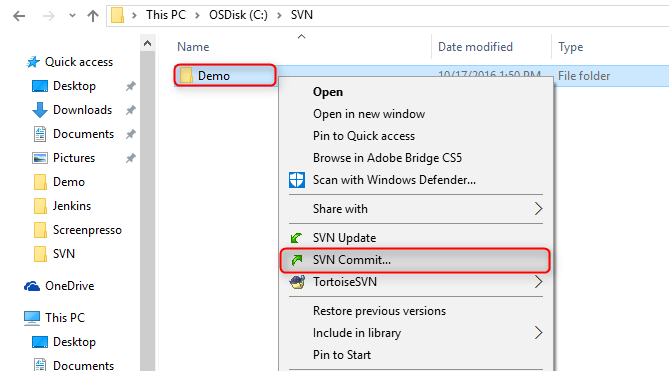 This PC > OSDisk (C:) > SVN
Name
Date modified
Type
Quick access
Desktop
Downloads
Documents
Pictures
Demo
Jenkins
Screenpresso
SVN
OneDrive
This PC
Desktop
Documents
Demo
10/17/2016 1:50 PM
File folder
Open
Open in new window
Pin to Quick access
Browse in Adobe Bridge CS5
Scan with Windows Defender...
Share with
SVN Update
SVN Commit...
TortoiseSVN
Restore previous versions
Include in library
Pin to Start